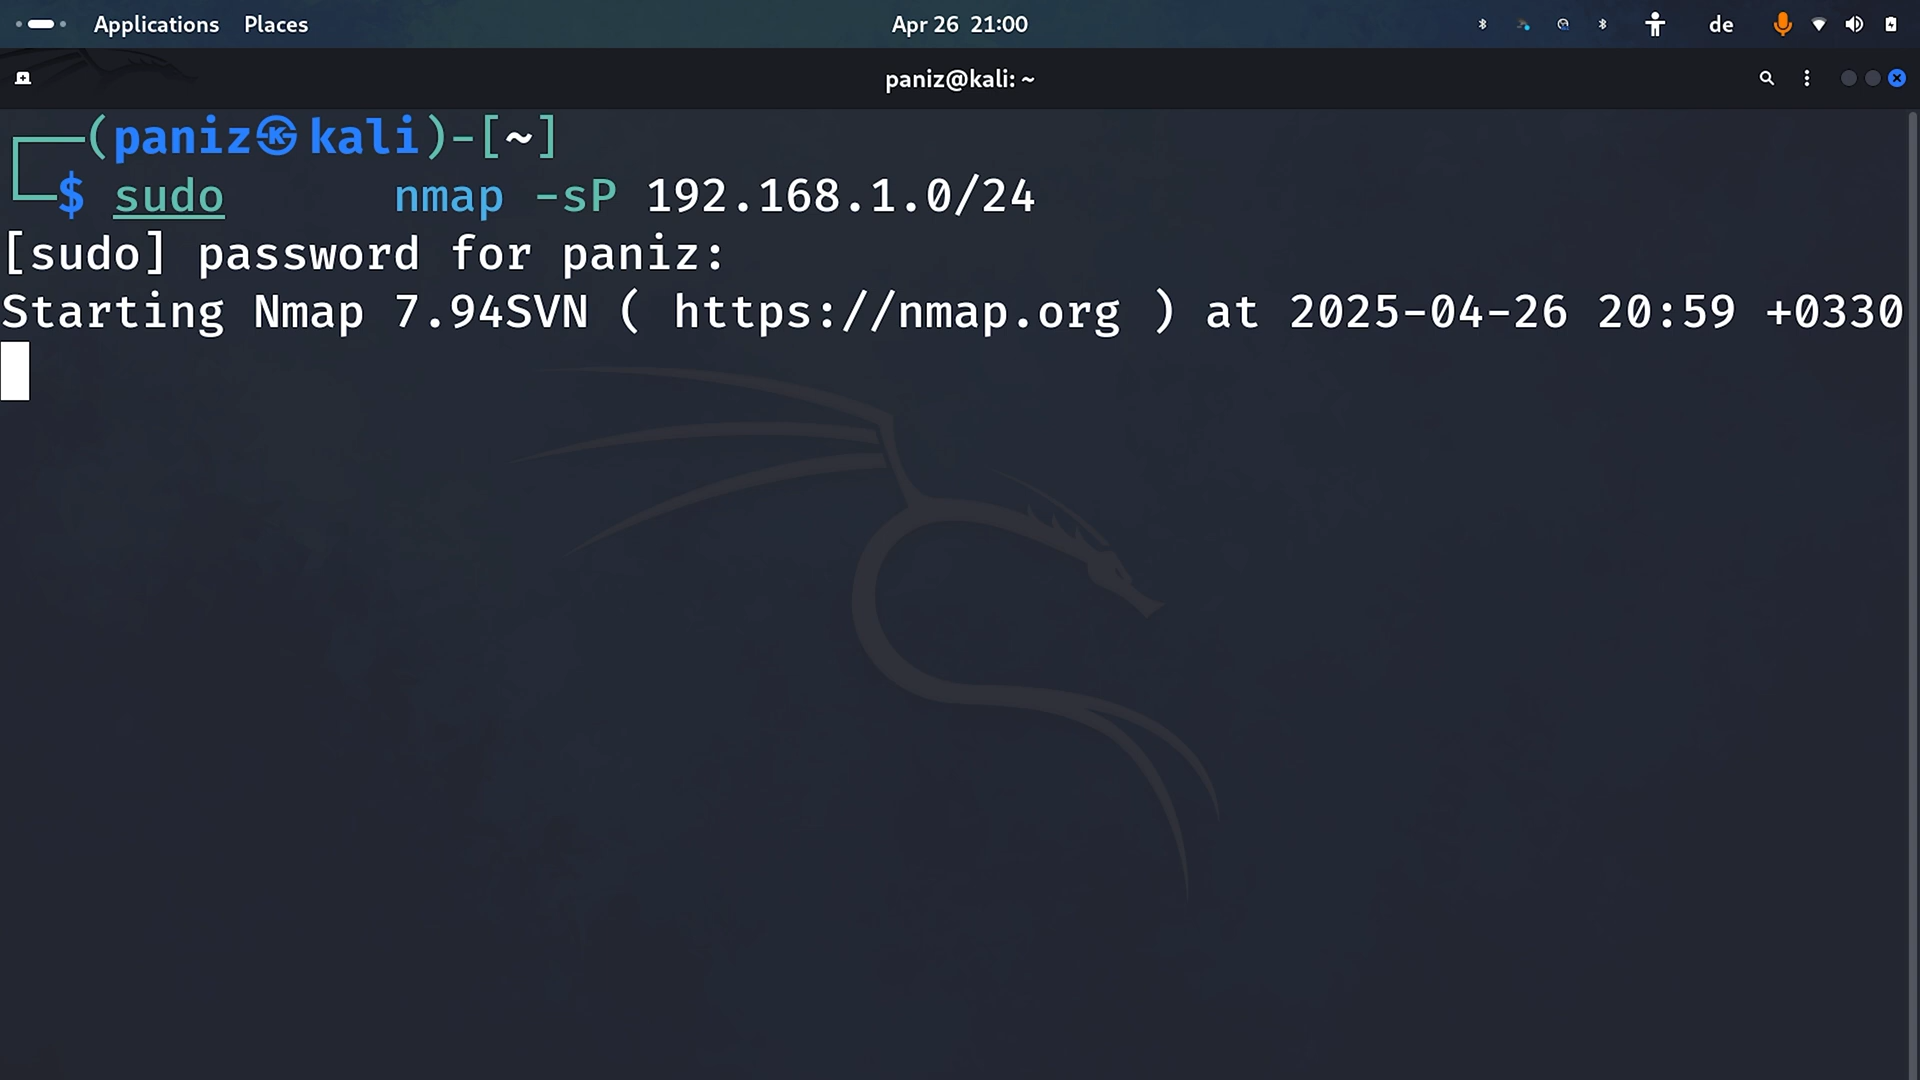 Applications Places Apr 26 21:00 de
paniz@kali: ~
(paniz㉿kali)-[~]
$ sudo      nmap -sP 192.168.1.0/24
[sudo] password for paniz:
Starting Nmap 7.94SVN ( https://nmap.org ) at 2025-04-26 20:59 +0330